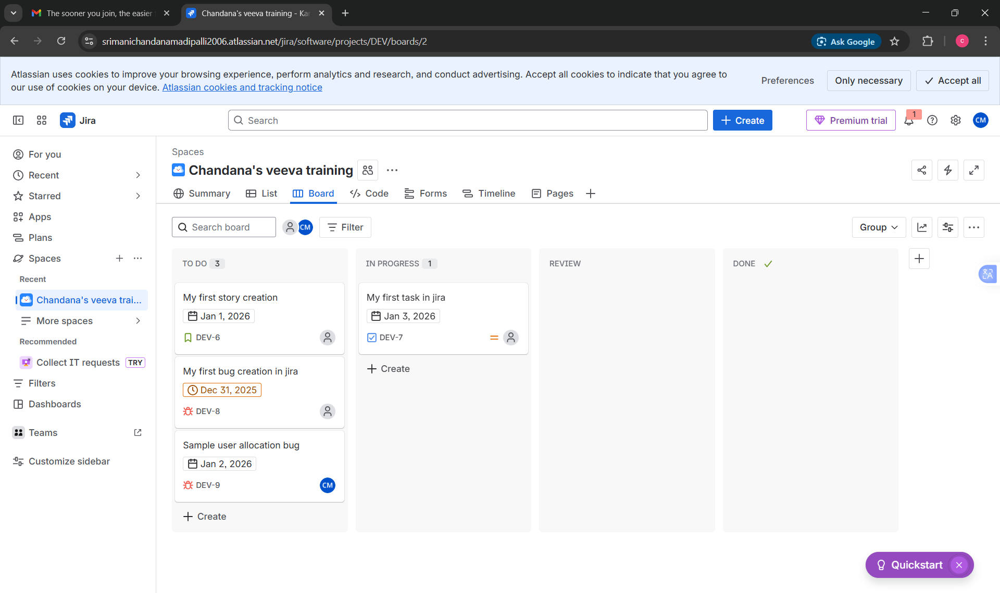 The sooner you join, the easier
Chandana's veeva training - Kar
srimanichandanamadipalli2006.atlassian.net/jira/software/projects/DEV/boards/2
Ask Google
C
Atlassian uses cookies to improve your browsing experience, perform analytics and research, and conduct advertising. Accept all cookies to indicate that you agree to
our use of cookies on your device. Atlassian cookies and tracking notice
Preferences
Only necessary
Accept all
Jira
Search
Create
Premium trial
1
CM
For you
Recent
Starred
Apps
Plans
Spaces
Recent
Chandana's veeva trai...
More spaces
Recommended
Collect IT requests TRY
Filters
Dashboards
Teams
Customize sidebar
Spaces
Chandana's veeva training
Summary
List
Board
Code
Forms
Timeline
Pages
Search board
CM
Filter
Group
TO DO 3
My first story creation
Jan 1, 2026
DEV-6
My first bug creation in jira
Dec 31, 2025
DEV-8
Sample user allocation bug
Jan 2, 2026
DEV-9
CM
Create
IN PROGRESS 1
My first task in jira
Jan 3, 2026
DEV-7
Create
REVIEW
DONE
文A
Quickstart